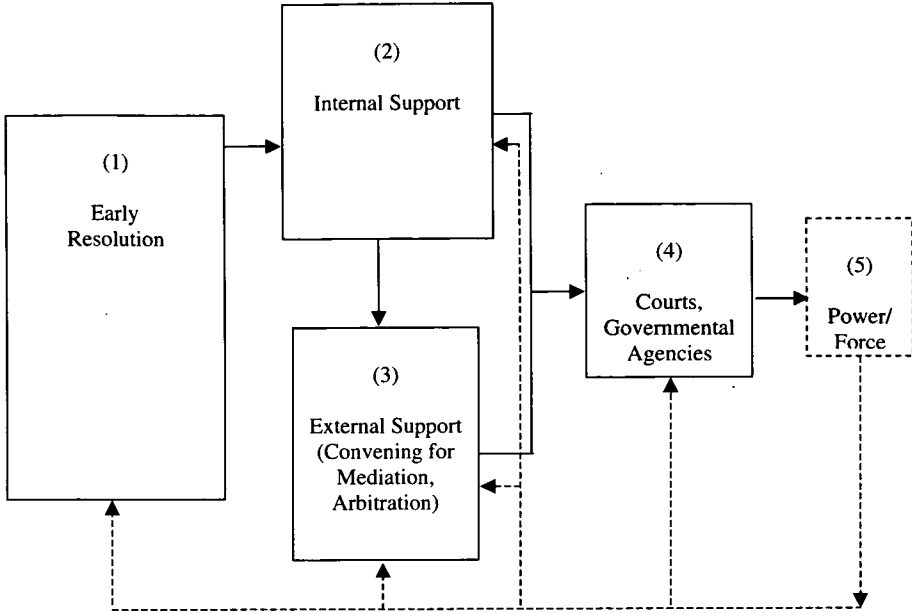 (1)
Early
Resolution
(2)
Internal Support
(3)
External Support
(Convening for
Mediation,
Arbitration)
(4)
Courts,
Governmental
Agencies
(5)
Power/
Force